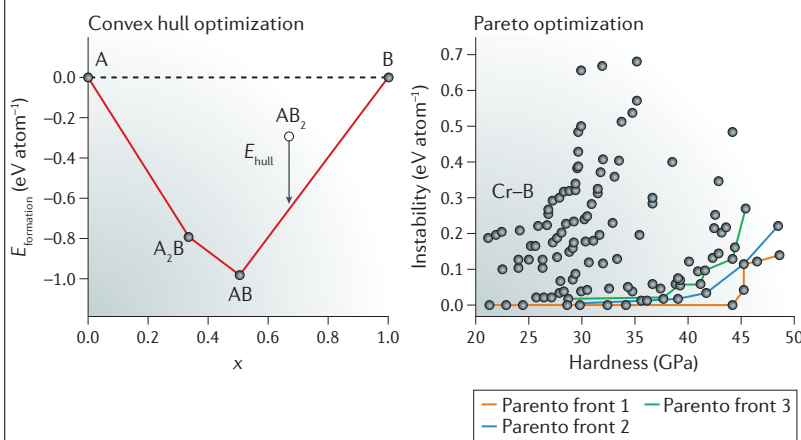 Convex hull optimization
A
B
0.0
−0.2
−0.4
−0.6
−0.8
−1.0
E formation (eV atom−1)
AB2
E hull
A2B
AB
0.0
0.2
0.4
0.6
0.8
1.0
x
Pareto optimization
0.7
0.6
0.5
0.4
0.3
0.2
0.1
0.0
Instability (eV atom−1)
Cr–B
20
25
30
35
40
45
50
Hardness (GPa)
Parento front 1
Parento front 3
Parento front 2